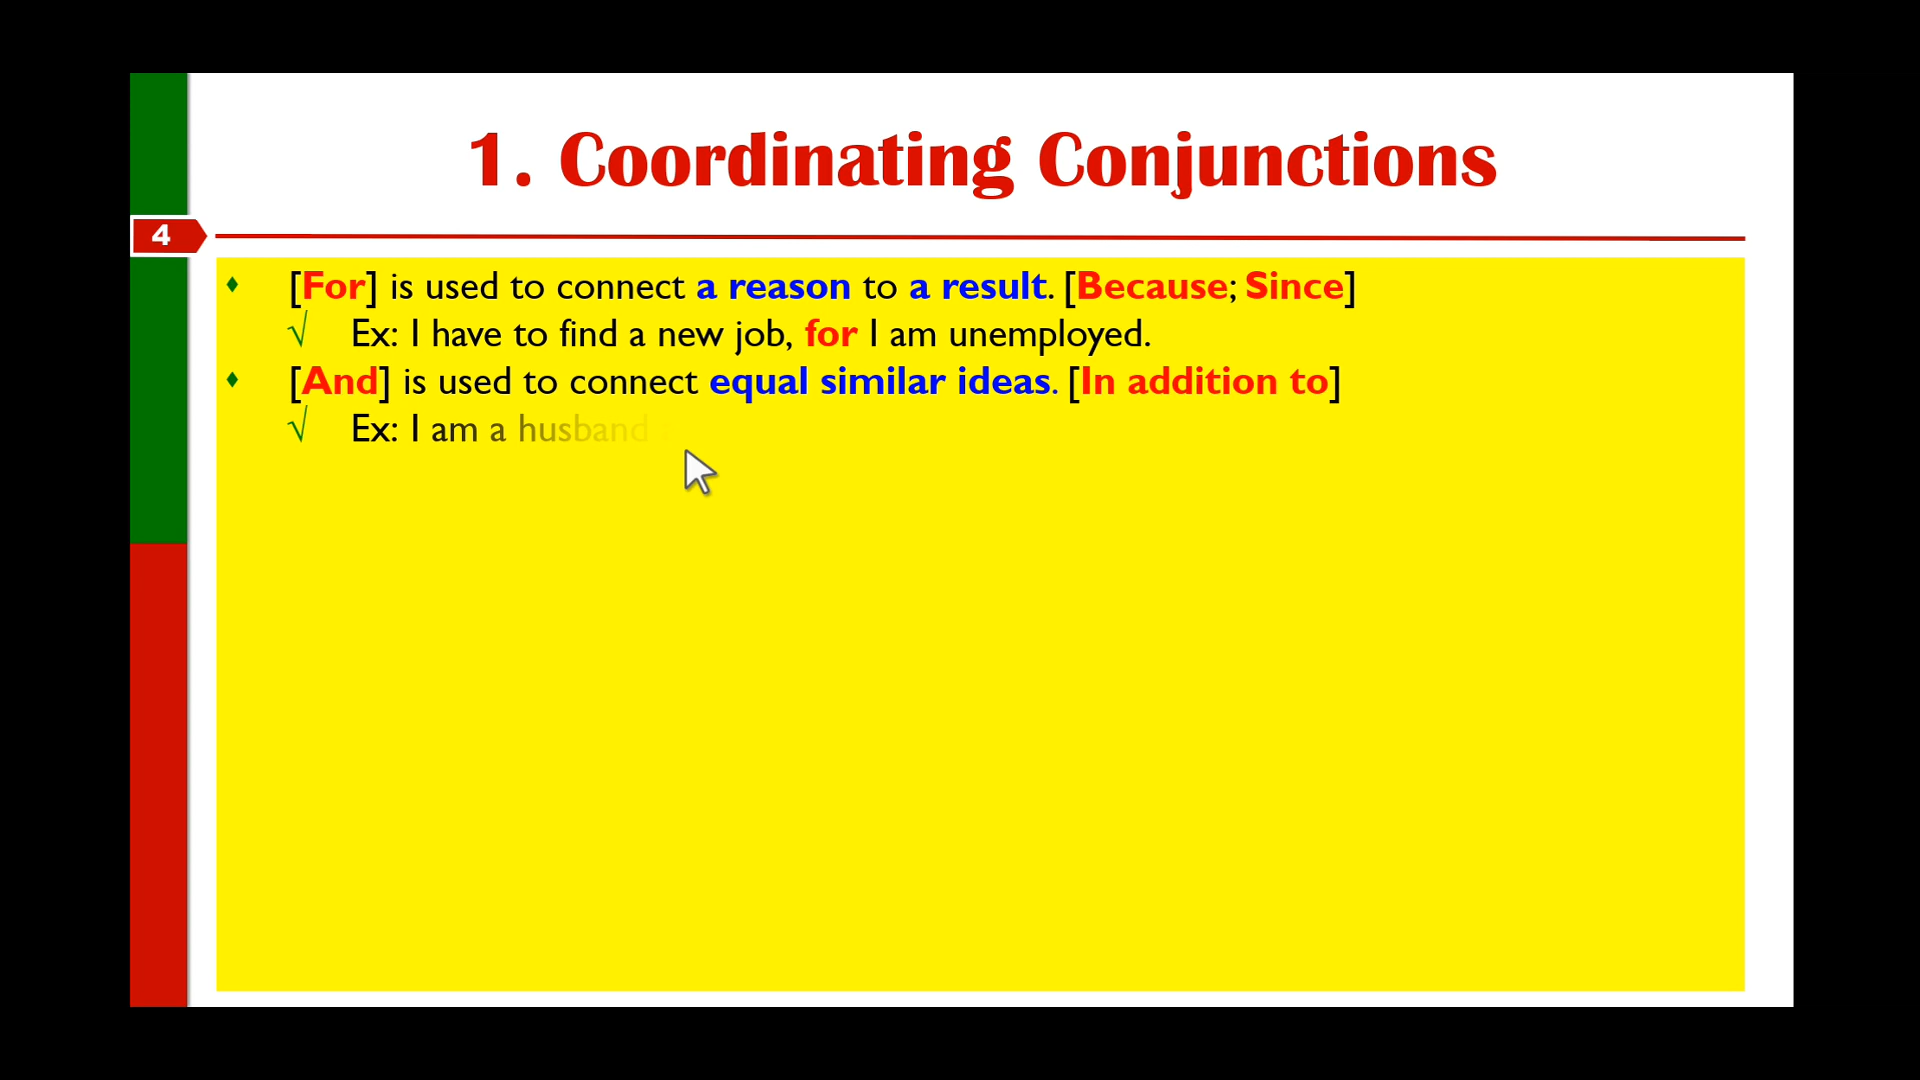 1. Coordinating Conjunctions
4
[For] is used to connect a reason to a result. [Because; Since]
√ Ex: I have to find a new job, for I am unemployed.
[And] is used to connect equal similar ideas. [In addition to]
√ Ex: I am a husband